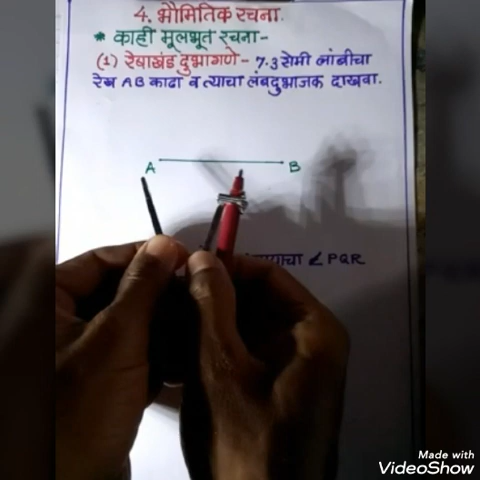 4. भौमितिक रचना.
* काही मूलभूत रचना-
(1) रेषाखंड दुभागणे- 7.3 सेमी लांबीचा
रेख AB काढा व त्याचा लंबदुभाजक दाखवा.
A B
∠PQR
Made with
VideoShow